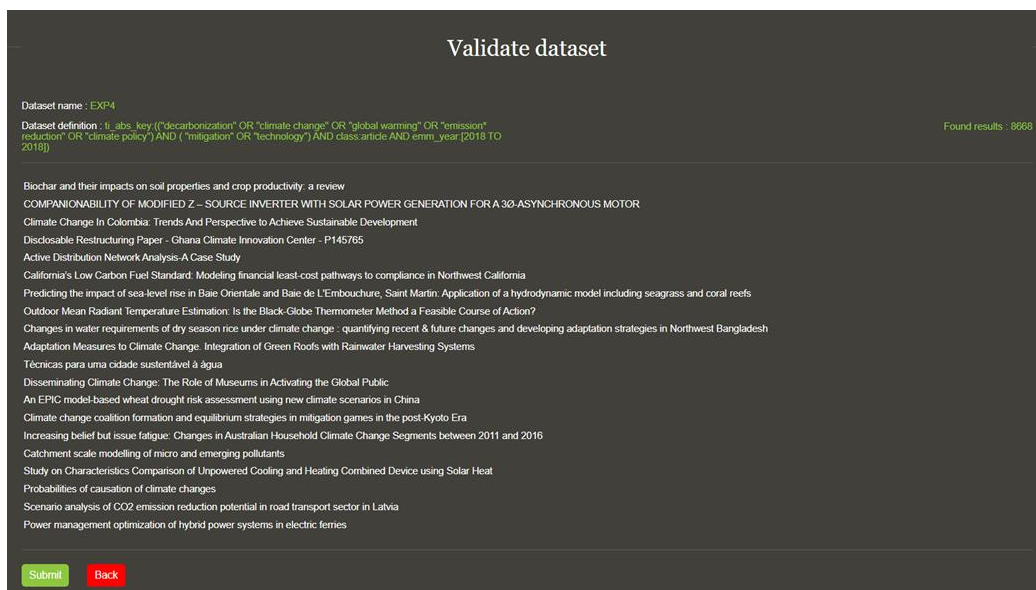 Validate dataset
Dataset name : EXP4
Dataset definition : ti_abs_key:(("decarbonization" OR "climate change" OR "global warming" OR "emission*
reduction" OR "climate policy") AND ( "mitigation" OR "technology") AND class:article AND emm_year:[2018 TO
2018])
Found results : 8668
Biochar and their impacts on soil properties and crop productivity: a review
COMPANIONABILITY OF MODIFIED Z – SOURCE INVERTER WITH SOLAR POWER GENERATION FOR A 3Ø-ASYNCHRONOUS MOTOR
Climate Change In Colombia: Trends And Perspective to Achieve Sustainable Development
Disclosable Restructuring Paper - Ghana Climate Innovation Center - P145765
Active Distribution Network Analysis-A Case Study
California's Low Carbon Fuel Standard: Modeling financial least-cost pathways to compliance in Northwest California
Predicting the impact of sea-level rise in Baie Orientale and Baie de L'Embouchure, Saint Martin: Application of a hydrodynamic model including seagrass and coral reefs
Outdoor Mean Radiant Temperature Estimation: Is the Black-Globe Thermometer Method a Feasible Course of Action?
Changes in water requirements of dry season rice under climate change : quantifying recent & future changes and developing adaptation strategies in Northwest Bangladesh
Adaptation Measures to Climate Change. Integration of Green Roofs with Rainwater Harvesting Systems
Técnicas para uma cidade sustentável à água
Disseminating Climate Change: The Role of Museums in Activating the Global Public
An EPIC model-based wheat drought risk assessment using new climate scenarios in China
Climate change coalition formation and equilibrium strategies in mitigation games in the post-Kyoto Era
Increasing belief but issue fatigue: Changes in Australian Household Climate Change Segments between 2011 and 2016
Catchment scale modelling of micro and emerging pollutants
Study on Characteristics Comparison of Unpowered Cooling and Heating Combined Device using Solar Heat
Probabilities of causation of climate changes
Scenario analysis of CO2 emission reduction potential in road transport sector in Latvia
Power management optimization of hybrid power systems in electric ferries
Submit
Back